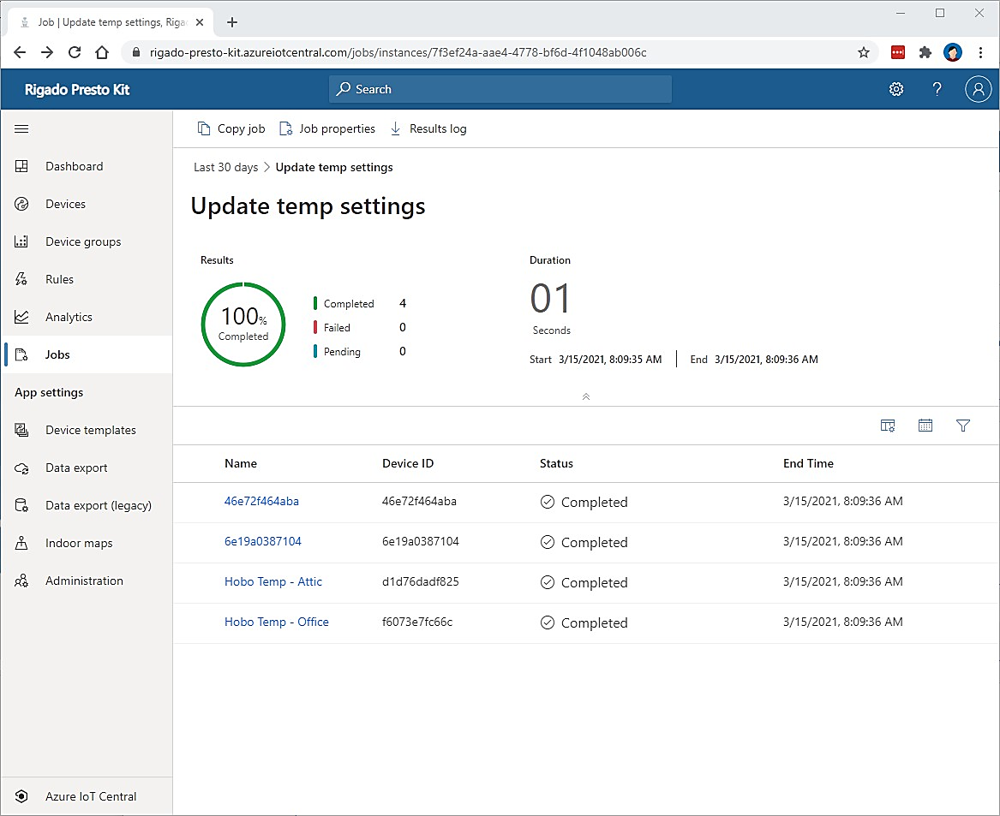 Job | Update temp settings, Riga
rigado-presto-kit.azureiotcentral.com/jobs/instances/7f3ef24a-aae4-4778-bf6d-4f1048ab006c
Rigado Presto Kit
Search
?
Copy job
Job properties
Results log
Dashboard
Devices
Device groups
Rules
Analytics
Jobs
App settings
Device templates
Data export
Data export (legacy)
Indoor maps
Administration
Azure IoT Central
Last 30 days > Update temp settings
Update temp settings
Results
100% Completed
Completed 4
Failed 0
Pending 0
Duration
01
Seconds
Start 3/15/2021, 8:09:35 AM | End 3/15/2021, 8:09:36 AM
Name Device ID Status End Time
46e72f464aba 46e72f464aba Completed 3/15/2021, 8:09:36 AM
6e19a0387104 6e19a0387104 Completed 3/15/2021, 8:09:36 AM
Hobo Temp - Attic d1d76dadf825 Completed 3/15/2021, 8:09:36 AM
Hobo Temp - Office f6073e7fc66c Completed 3/15/2021, 8:09:36 AM